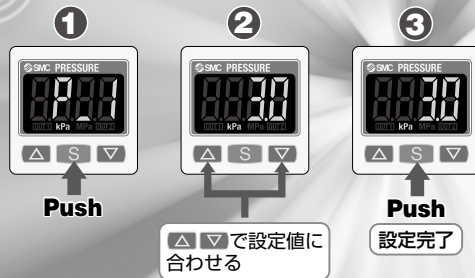 1 2 3
SMC PRESSURE SMC PRESSURE SMC PRESSURE
P_1 3.0 3.0
OUT1 kPa MPa OUT2 OUT1 kPa MPa OUT2 OUT1 kPa MPa OUT2
△ S ▽ △ S ▽ △ S ▽
Push Push
△ ▽で設定値に
合わせる
設定完了